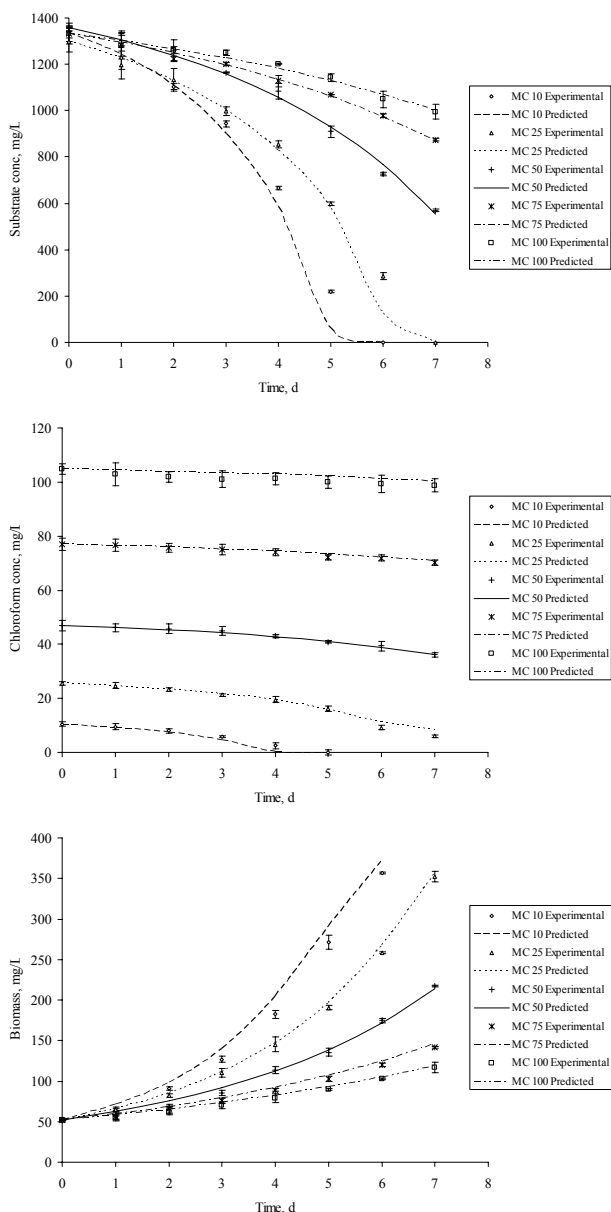 1400
1200
1000
800
600
400
200
0
Substrate conc, mg/L
0 1 2 3 4 5 6 7 8
Time, d
MC 10 Experimental
MC 10 Predicted
MC 25 Experimental
MC 25 Predicted
MC 50 Experimental
MC 50 Predicted
MC 75 Experimental
MC 75 Predicted
MC 100 Experimental
MC 100 Predicted
120
100
80
60
40
20
0
Chloroform conc, mg/l
0 1 2 3 4 5 6 7 8
Time, d
MC 10 Experimental
MC 10 Predicted
MC 25 Experimental
MC 25 Predicted
MC 50 Experimental
MC 50 Predicted
MC 75 Experimental
MC 75 Predicted
MC 100 Experimental
MC 100 Predicted
400
350
300
250
200
150
100
50
0
Biomass, mg/L
0 1 2 3 4 5 6 7 8
Time, d
MC 10 Experimental
MC 10 Predicted
MC 25 Experimental
MC 25 Predicted
MC 50 Experimental
MC 50 Predicted
MC 75 Experimental
MC 75 Predicted
MC 100 Experimental
MC 100 Predicted